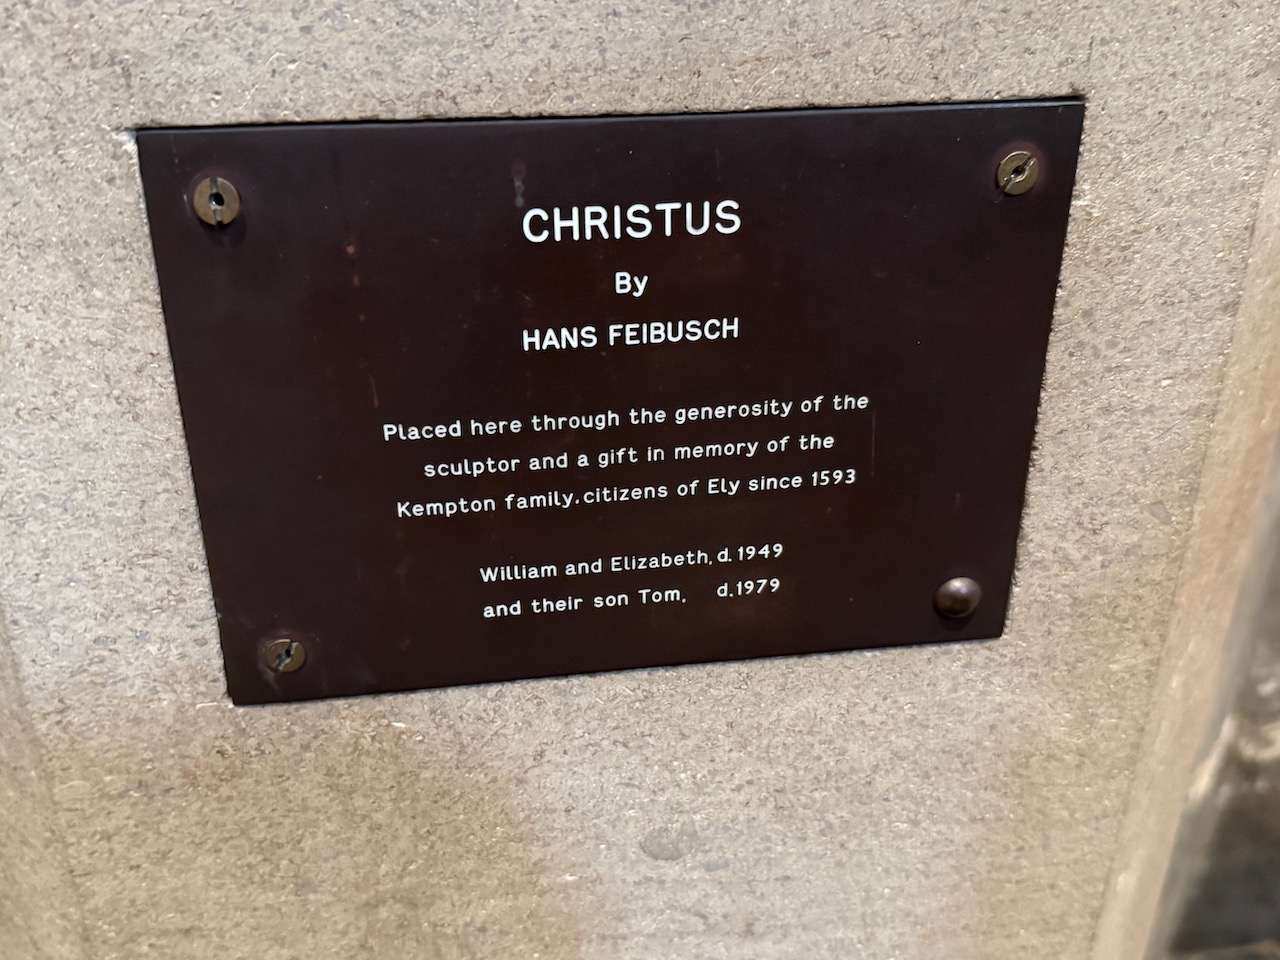 CHRISTUS
By
HANS FEIBUSCH
Placed here through the generosity of the
sculptor and a gift in memory of the
Kempton family, citizens of Ely since 1593
William and Elizabeth, d. 1949
and their son Tom, d.1979